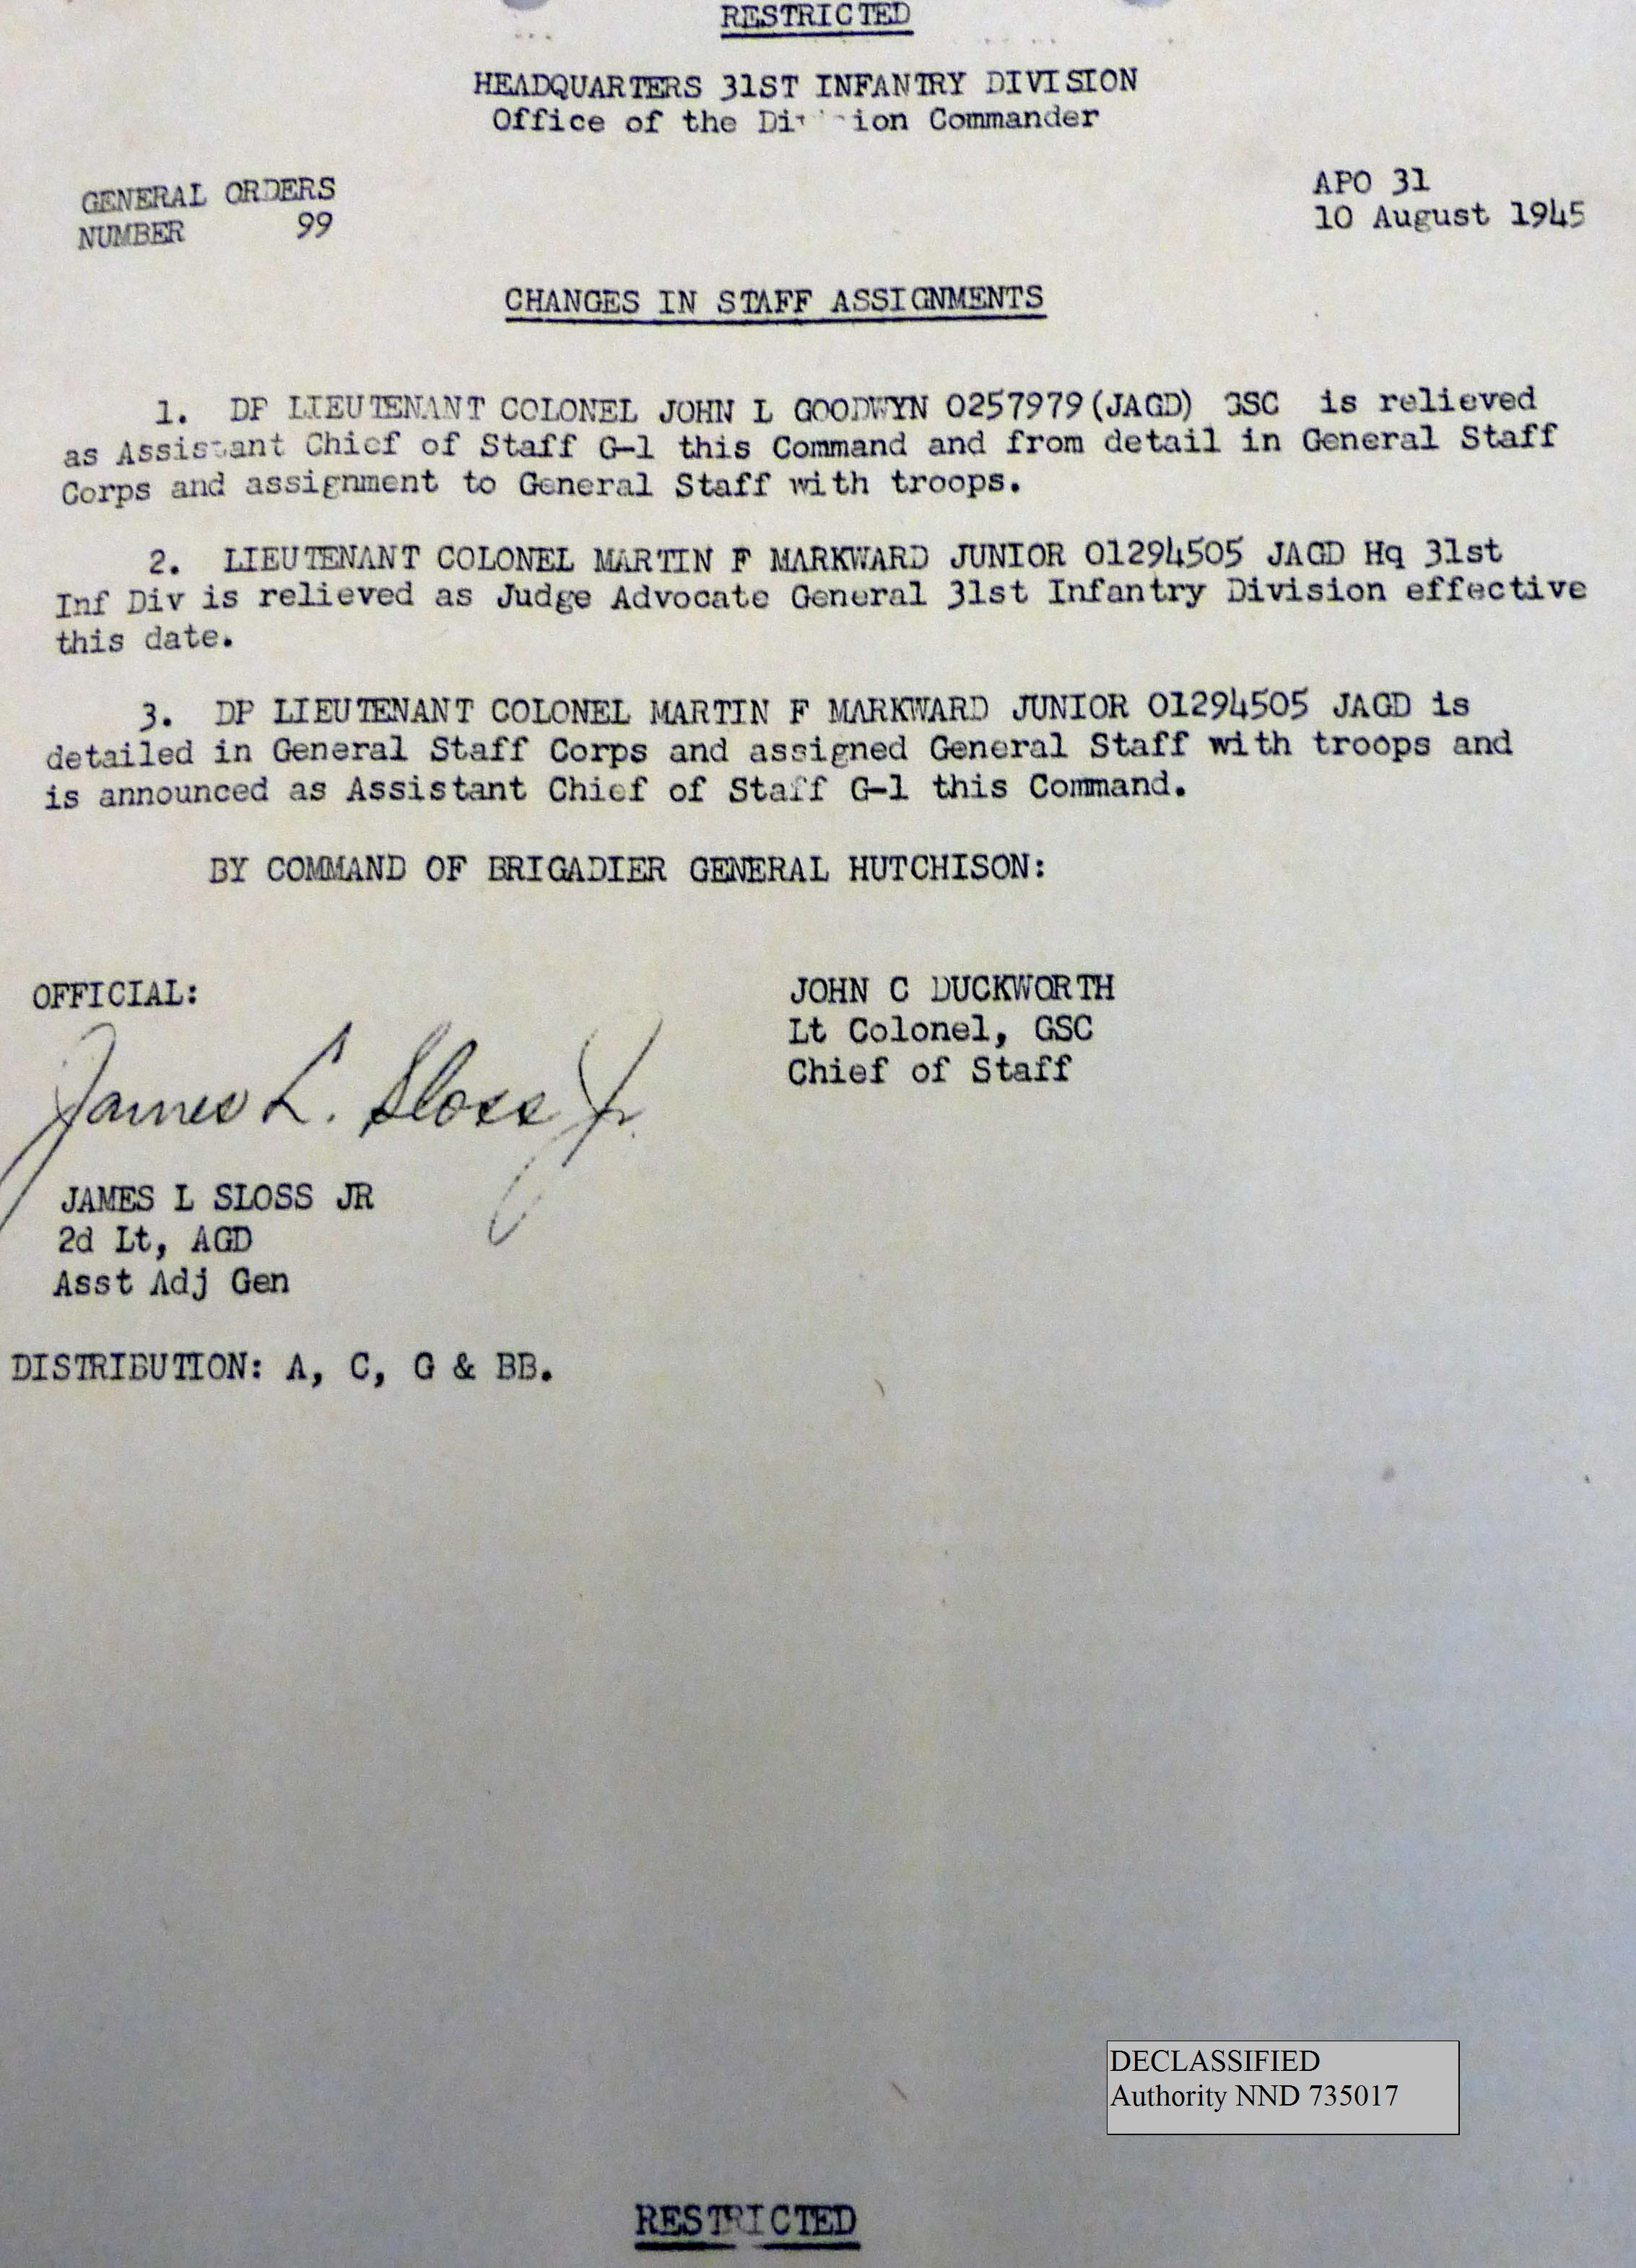 RESTRICTED
HEADQUARTERS 31ST INFANTRY DIVISION
Office of the Division Commander
GENERAL ORDERS
NUMBER 99
APO 31
10 August 1945
CHANGES IN STAFF ASSIGNMENTS
1. DP LIEUTENANT COLONEL JOHN L GOODWYN O257979 (JAGD) GSC is relieved
as Assistant Chief of Staff G-1 this Command and from detail in General Staff
Corps and assignment to General Staff with troops.
2. LIEUTENANT COLONEL MARTIN F MARKWARD JUNIOR O1294505 JAGD Hq 31st
Inf Div is relieved as Judge Advocate General 31st Infantry Division effective
this date.
3. DP LIEUTENANT COLONEL MARTIN F MARKWARD JUNIOR O1294505 JAGD is
detailed in General Staff Corps and assigned General Staff with troops and
is announced as Assistant Chief of Staff G-1 this Command.
BY COMMAND OF BRIGADIER GENERAL HUTCHISON:
OFFICIAL:
JOHN C DUCKWORTH
Lt Colonel, GSC
Chief of Staff
James L. Sloss Jr.
JAMES L SLOSS JR
2d Lt, AGD
Asst Adj Gen
DISTRIBUTION: A, C, G & BB.
DECLASSIFIED
Authority NND 735017
RESTRICTED